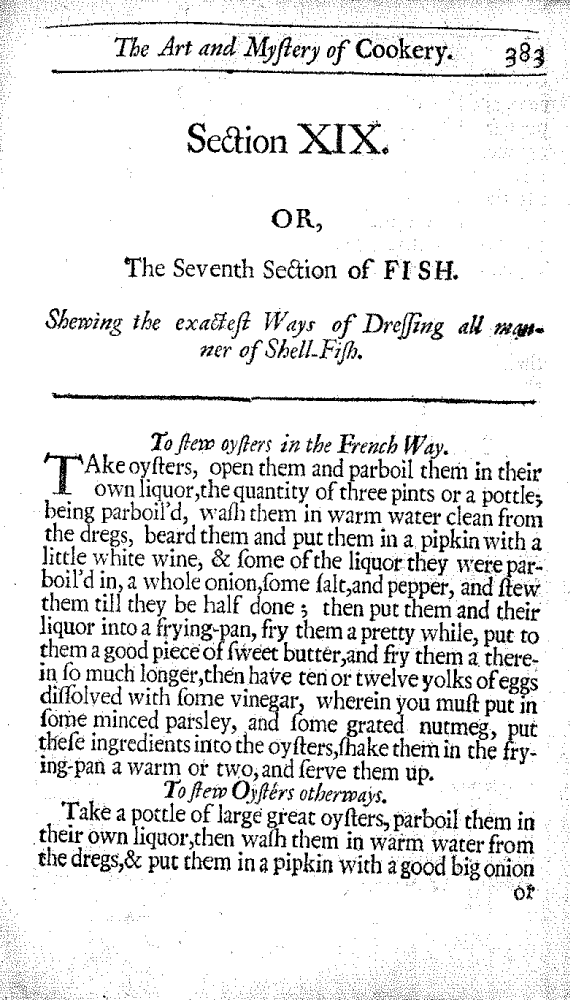 The Art and Myſtery of Cookery. 383
Section XIX.
OR,
The Seventh Section of FISH.
Shewing the exacteſt Ways of Dreſſing all man-
ner of Shell-Fiſh.
To ſtew oyſters in the French Way.
TAke oyſters, open them and parboil them in their
own liquor,the quantity of three pints or a pottle;
being parboil'd, waſh them in warm water clean from
the dregs, beard them and put them in a pipkin with a
little white wine, & ſome of the liquor they were par-
boil'd in, a whole onion,ſome ſalt,and pepper, and ſtew
them till they be half done ; then put them and their
liquor into a frying-pan, fry them a pretty while, put to
them a good piece of ſweet butter,and fry them a there-
in ſo much longer,then have ten or twelve yolks of eggs
diſſolved with ſome vinegar, wherein you muſt put in
ſome minced parsley, and ſome grated nutmeg, put
theſe ingredients into the oyſters,ſhake them in the fry-
ing-pan a warm or two,and ſerve them up.
To ſtew Oyſters otherways.
Take a pottle of large great oyſters, parboil them in
their own liquor,then waſh them in warm water from
the dregs,& put them in a pipkin with a good big onion
or